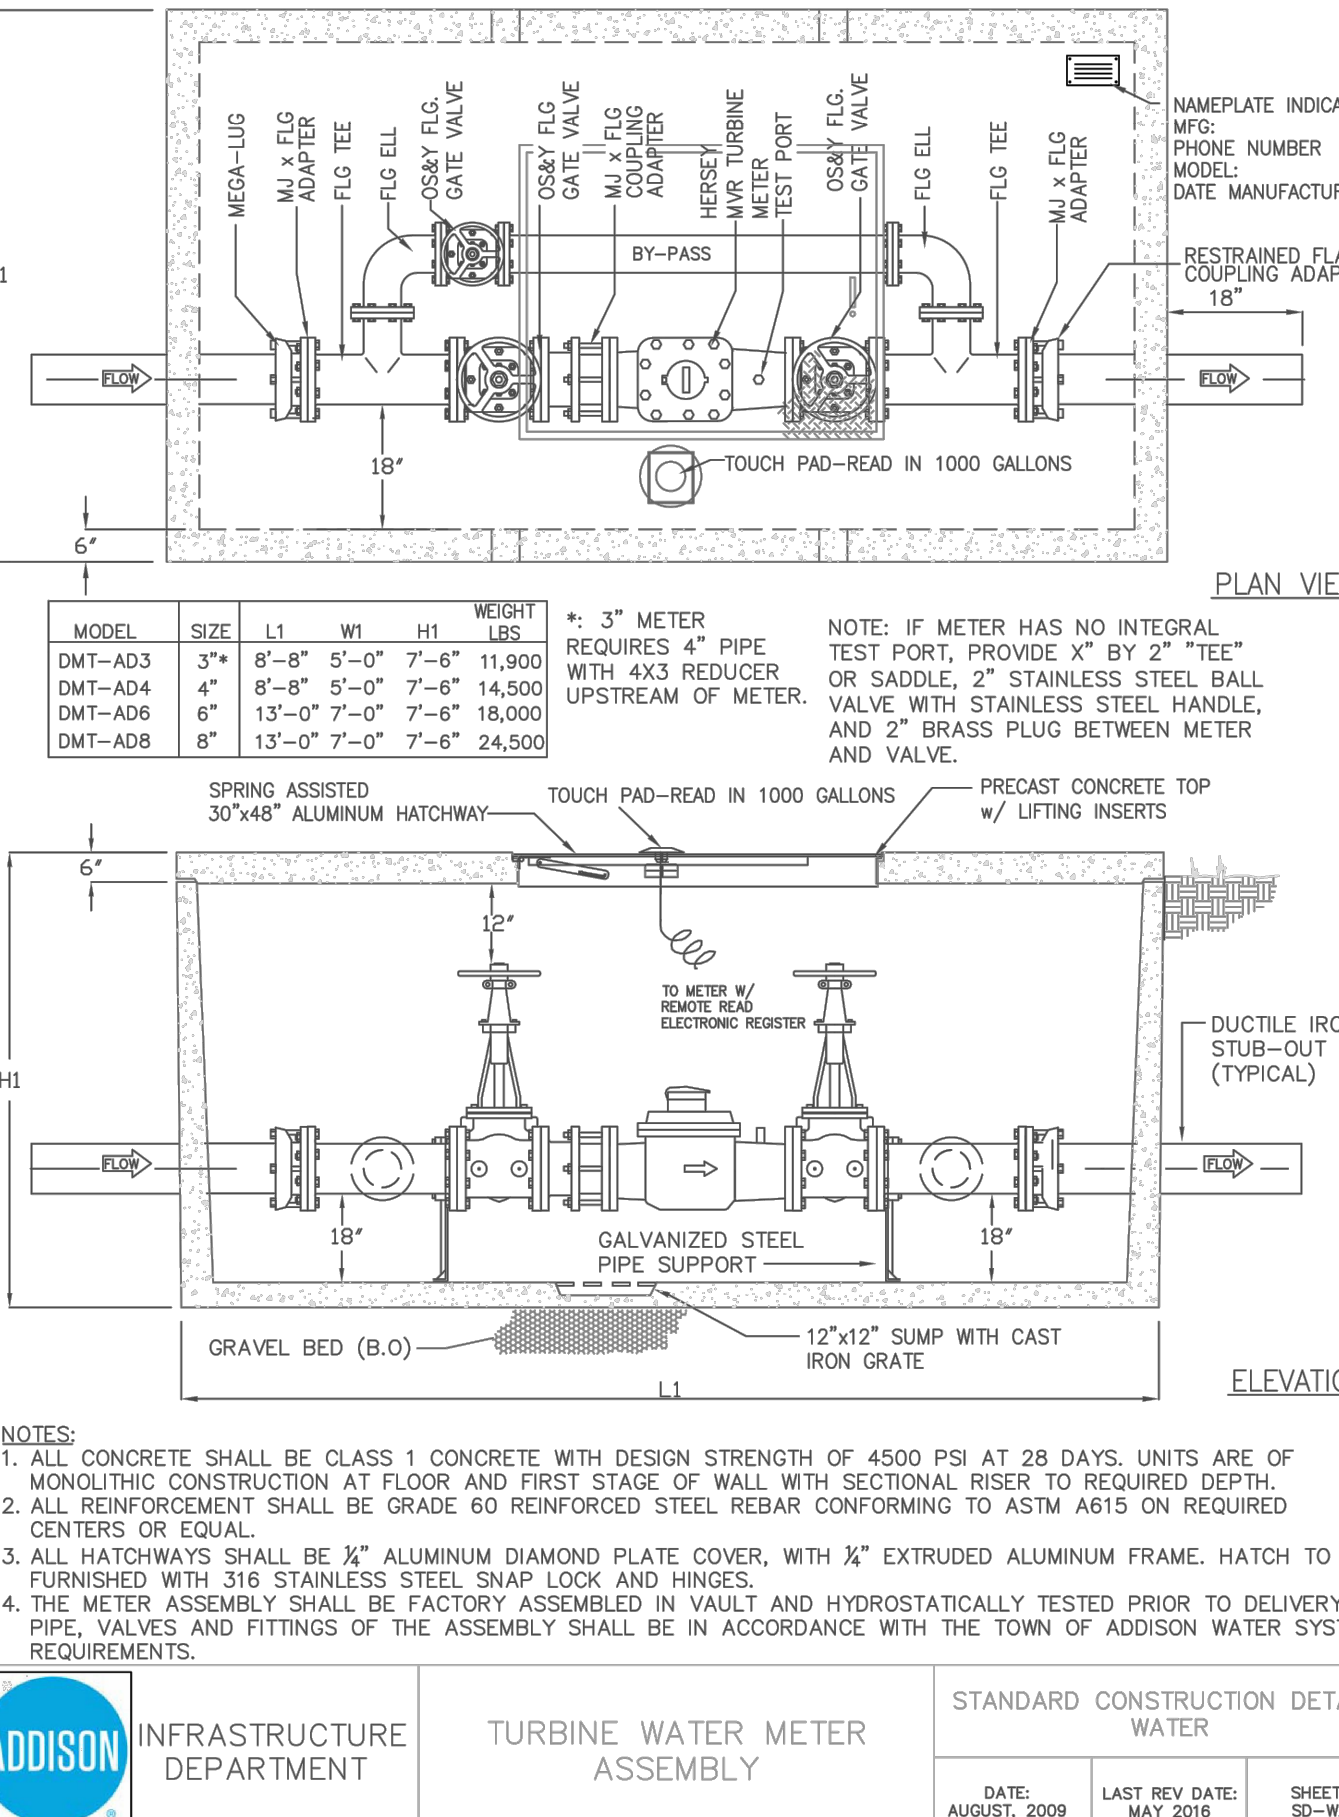 MEGA-LUG
MJ x FLG
ADAPTER
FLG TEE
FLG ELL
OS&Y FLG.
GATE VALVE
OS&Y FLG
GATE VALVE
MJ x FLG
COUPLING
ADAPTER
HERSEY
MVR TURBINE
METER
TEST PORT
OS&Y FLG.
GATE VALVE
FLG ELL
FLG TEE
MJ x FLG
ADAPTER
NAMEPLATE INDICA
MFG:
PHONE NUMBER
MODEL:
DATE MANUFACTUR
RESTRAINED FLA
COUPLING ADAP
18"
BY-PASS
1
FLOW
FLOW
18"
TOUCH PAD-READ IN 1000 GALLONS
6"
PLAN VIE
MODEL SIZE L1 W1 H1 WEIGHT LBS
DMT-AD3 3"* 8'-8" 5'-0" 7'-6" 11,900
DMT-AD4 4" 8'-8" 5'-0" 7'-6" 14,500
DMT-AD6 6" 13'-0" 7'-0" 7'-6" 18,000
DMT-AD8 8" 13'-0" 7'-0" 7'-6" 24,500
*: 3" METER
REQUIRES 4" PIPE
WITH 4X3 REDUCER
UPSTREAM OF METER.
NOTE: IF METER HAS NO INTEGRAL
TEST PORT, PROVIDE X" BY 2" "TEE"
OR SADDLE, 2" STAINLESS STEEL BALL
VALVE WITH STAINLESS STEEL HANDLE,
AND 2" BRASS PLUG BETWEEN METER
AND VALVE.
SPRING ASSISTED
30"x48" ALUMINUM HATCHWAY
TOUCH PAD-READ IN 1000 GALLONS
PRECAST CONCRETE TOP
w/ LIFTING INSERTS
6"
12"
TO METER W/
REMOTE READ
ELECTRONIC REGISTER
H1
DUCTILE IRO
STUB-OUT
(TYPICAL)
FLOW
FLOW
18"
GALVANIZED STEEL
PIPE SUPPORT
18"
GRAVEL BED (B.O)
12"x12" SUMP WITH CAST
IRON GRATE
L1
ELEVATIO
NOTES:
1. ALL CONCRETE SHALL BE CLASS 1 CONCRETE WITH DESIGN STRENGTH OF 4500 PSI AT 28 DAYS. UNITS ARE OF
MONOLITHIC CONSTRUCTION AT FLOOR AND FIRST STAGE OF WALL WITH SECTIONAL RISER TO REQUIRED DEPTH.
2. ALL REINFORCEMENT SHALL BE GRADE 60 REINFORCED STEEL REBAR CONFORMING TO ASTM A615 ON REQUIRED
CENTERS OR EQUAL.
3. ALL HATCHWAYS SHALL BE ¼" ALUMINUM DIAMOND PLATE COVER, WITH ¼" EXTRUDED ALUMINUM FRAME. HATCH TO
FURNISHED WITH 316 STAINLESS STEEL SNAP LOCK AND HINGES.
4. THE METER ASSEMBLY SHALL BE FACTORY ASSEMBLED IN VAULT AND HYDROSTATICALLY TESTED PRIOR TO DELIVERY
PIPE, VALVES AND FITTINGS OF THE ASSEMBLY SHALL BE IN ACCORDANCE WITH THE TOWN OF ADDISON WATER SYST
REQUIREMENTS.
ADDISON
®
INFRASTRUCTURE
DEPARTMENT
TURBINE WATER METER
ASSEMBLY
STANDARD CONSTRUCTION DETA
WATER
DATE:
AUGUST, 2009
LAST REV DATE:
MAY 2016
SHEET
SD-W